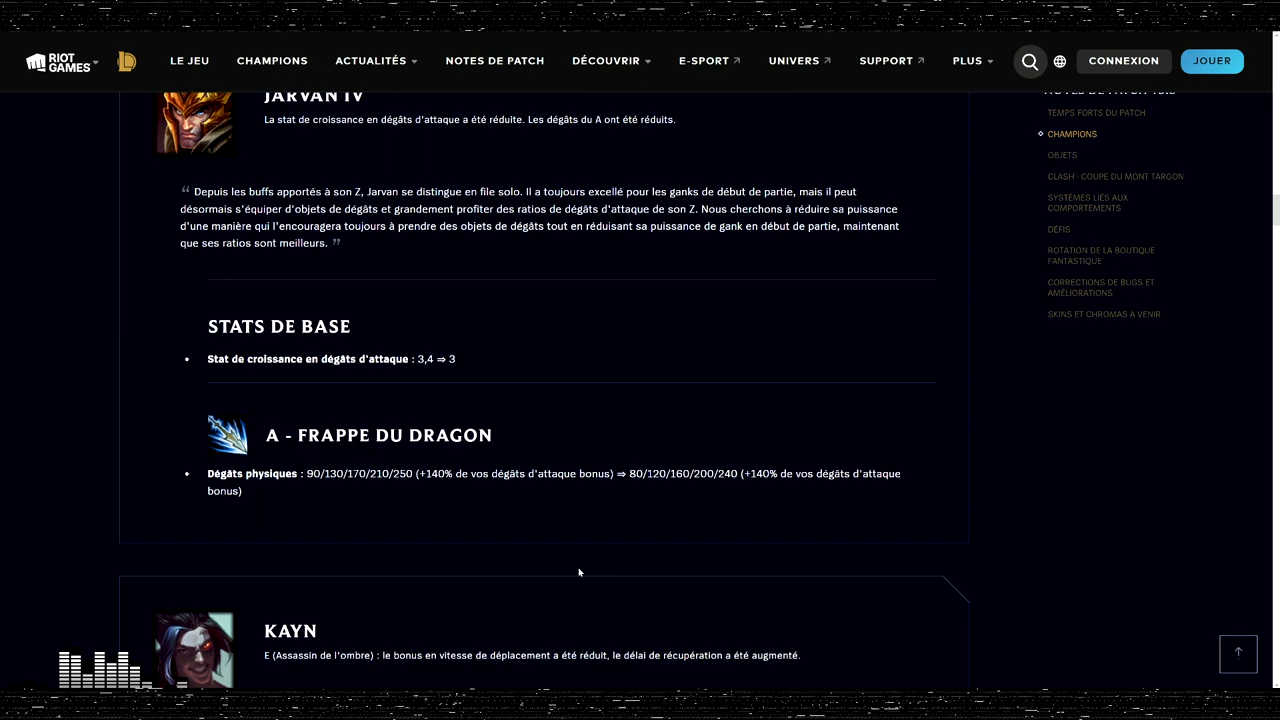 RIOT GAMES
LE JEU
CHAMPIONS
ACTUALITÉS
NOTES DE PATCH
DÉCOUVRIR
E-SPORT
UNIVERS
SUPPORT
PLUS
CONNEXION
JOUER
JARVAN IV
La stat de croissance en dégâts d'attaque a été réduite. Les dégâts du A ont été réduits.
“ Depuis les buffs apportés à son Z, Jarvan se distingue en file solo. Il a toujours excellé pour les ganks de début de partie, mais il peut
désormais s'équiper d'objets de dégâts et évidemment profiter des ratios de dégâts d'attaque de son Z. Nous cherchons à réduire sa puissance
d'une manière qui l'encouragera toujours à prendre des objets de dégâts tout en réduisant sa puissance de gank en début de partie, maintenant
que ses ratios sont meilleurs. ”
STATS DE BASE
• Stat de croissance en dégâts d'attaque : 3,4 ⇒ 3
A - FRAPPE DU DRAGON
• Dégâts physiques : 90/130/170/210/250 (+140% de vos dégâts d'attaque bonus) ⇒ 80/120/160/200/240 (+140% de vos dégâts d'attaque
bonus)
KAYN
E (Assassin de l'ombre) : le bonus en vitesse de déplacement a été réduit, le délai de récupération a été augmenté.
NOTES DE PATCH
TEMPS FORTS DU PATCH
CHAMPIONS
OBJETS
CLASH - COUPE DU MONT TARGON
SYSTÈMES LIÉS AUX
COMPORTEMENTS
DÉFIS
ROTATION DE LA BOUTIQUE
FANTASTIQUE
CORRECTIONS DE BUGS ET
AMÉLIORATIONS
SKINS ET CHROMAS À VENIR